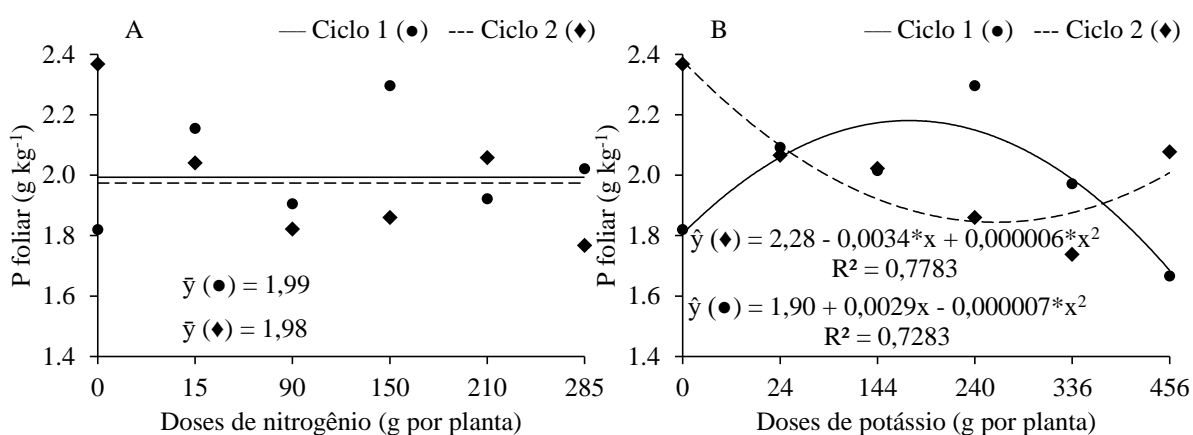 A
— Ciclo 1 (●) --- Ciclo 2 (♦)
P foliar (g kg⁻¹)
2.4
2.2
2.0
1.8
1.6
1.4
ȳ (●) = 1,99
ȳ (♦) = 1,98
0 15 90 150 210 285
Doses de nitrogênio (g por planta)
B
— Ciclo 1 (●) --- Ciclo 2 (♦)
P foliar (g kg⁻¹)
2.4
2.2
2.0
1.8
1.6
1.4
ŷ (♦) = 2,28 - 0,0034*x + 0,000006*x²
R² = 0,7783
ŷ (●) = 1,90 + 0,0029x - 0,000007*x²
R² = 0,7283
0 24 144 240 336 456
Doses de potássio (g por planta)